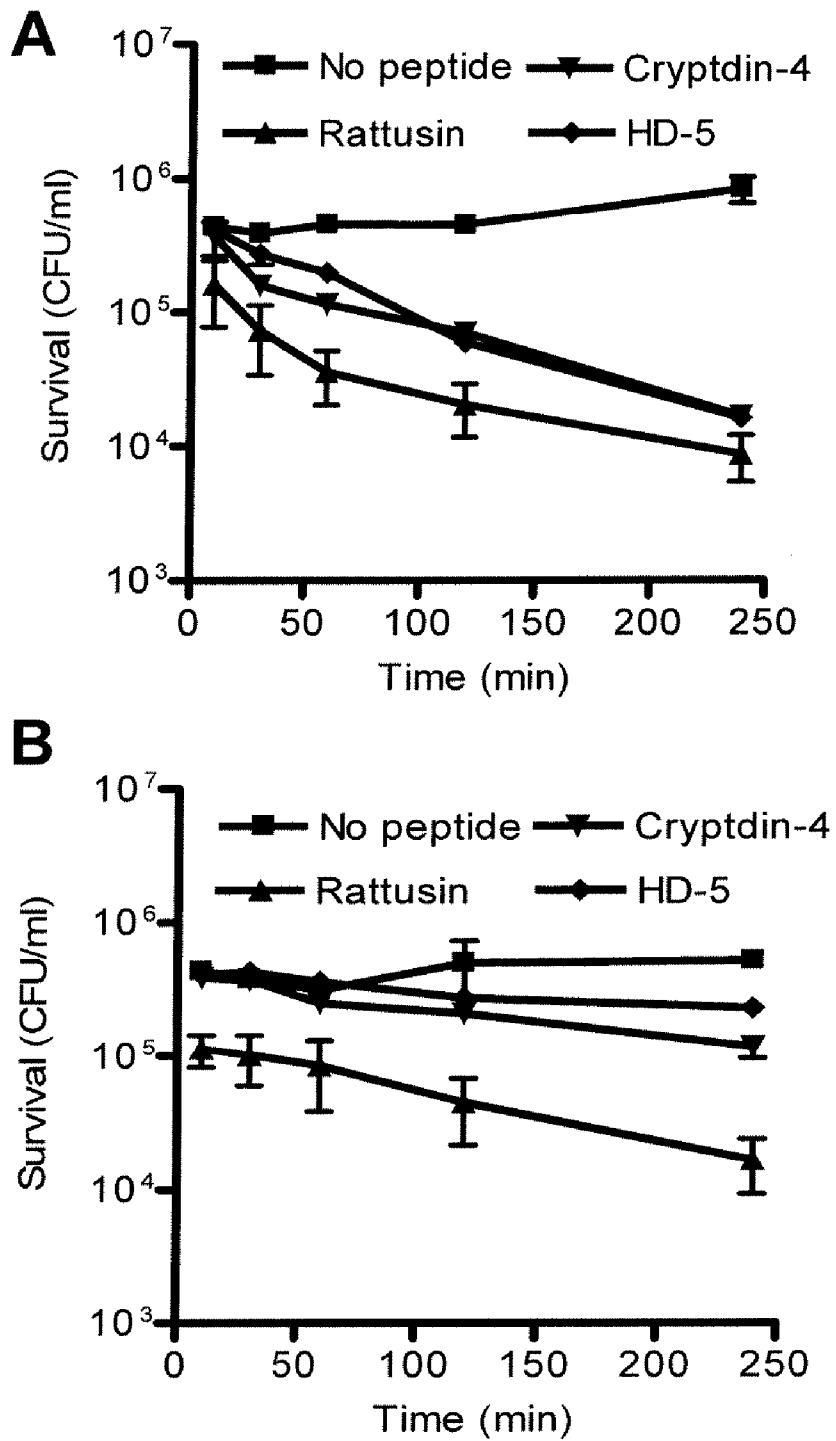 A
10⁷
No peptide Cryptdin-4
Rattusin HD-5
10⁶
10⁵
10⁴
10³
Survival (CFU/ml)
0 50 100 150 200 250
Time (min)
B
10⁷
No peptide Cryptdin-4
Rattusin HD-5
10⁶
10⁵
10⁴
10³
Survival (CFU/ml)
0 50 100 150 200 250
Time (min)